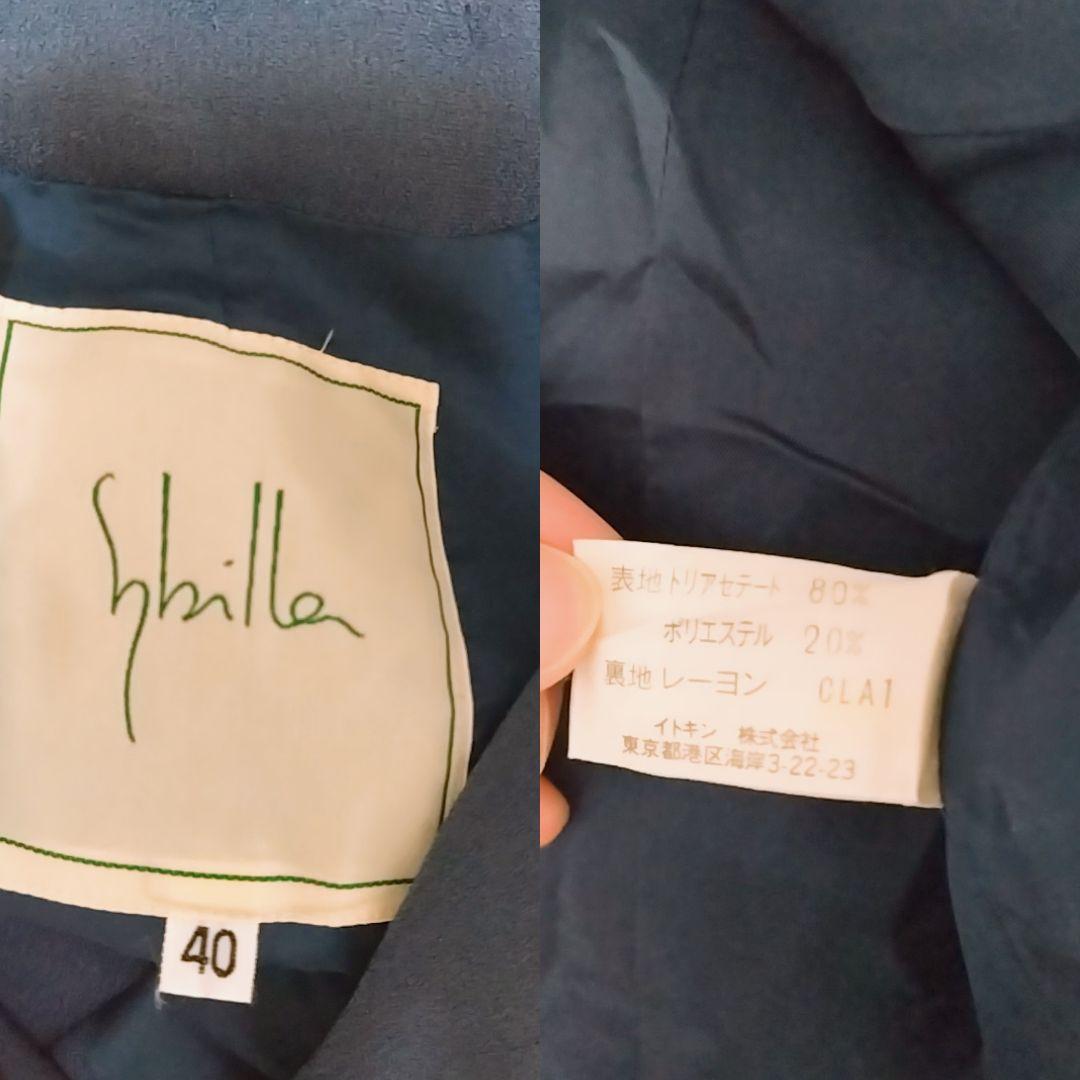 Sybilla
40
表地トリアセテート 80%
ポリエステル 20%
裏地 レーヨン CLA1
イトキン 株式会社
東京都港区海岸3-22-23